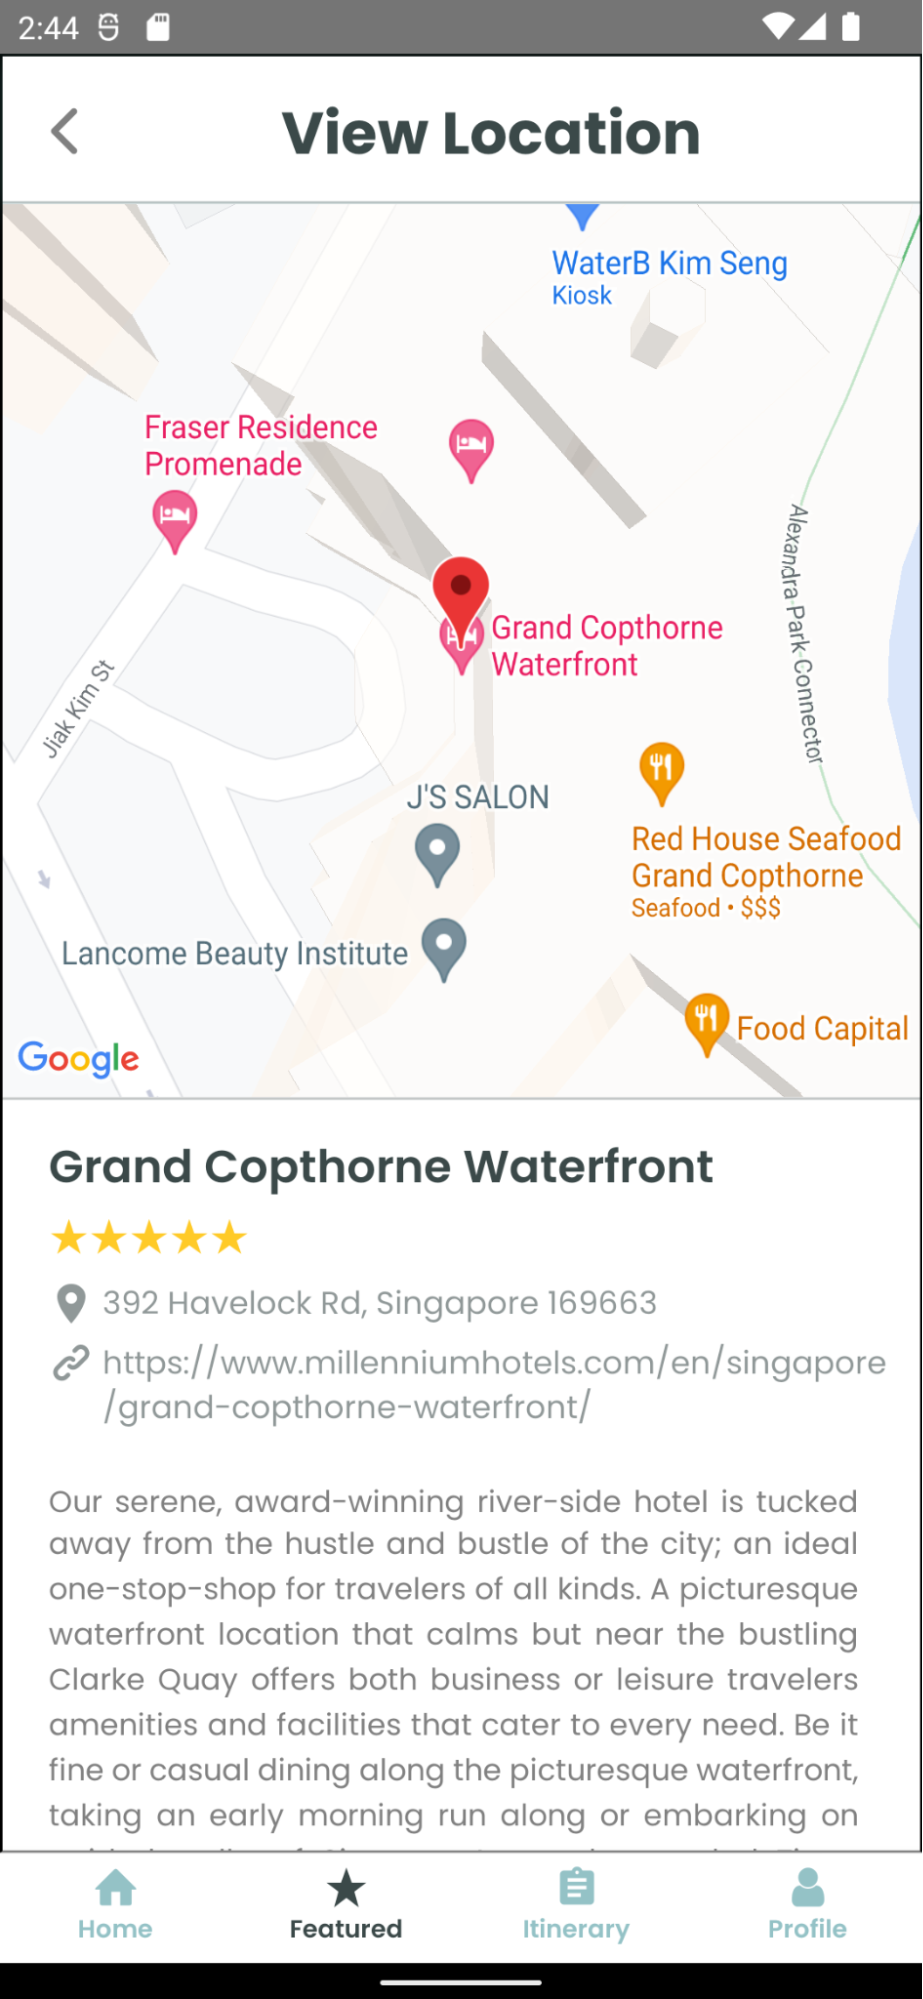 2:44
View Location
WaterB Kim Seng
Kiosk
Fraser Residence
Promenade
Grand Copthorne
Waterfront
Alexandra Park Connector
Jiak Kim St
J'S SALON
Red House Seafood
Grand Copthorne
Seafood • $$$
Lancome Beauty Institute
Food Capital
Google
Grand Copthorne Waterfront
392 Havelock Rd, Singapore 169663
https://www.millenniumhotels.com/en/singapore
/grand-copthorne-waterfront/
Our serene, award-winning river-side hotel is tucked
away from the hustle and bustle of the city; an ideal
one-stop-shop for travelers of all kinds. A picturesque
waterfront location that calms but near the bustling
Clarke Quay offers both business or leisure travelers
amenities and facilities that cater to every need. Be it
fine or casual dining along the picturesque waterfront,
taking an early morning run along or embarking on
Home
Featured
Itinerary
Profile